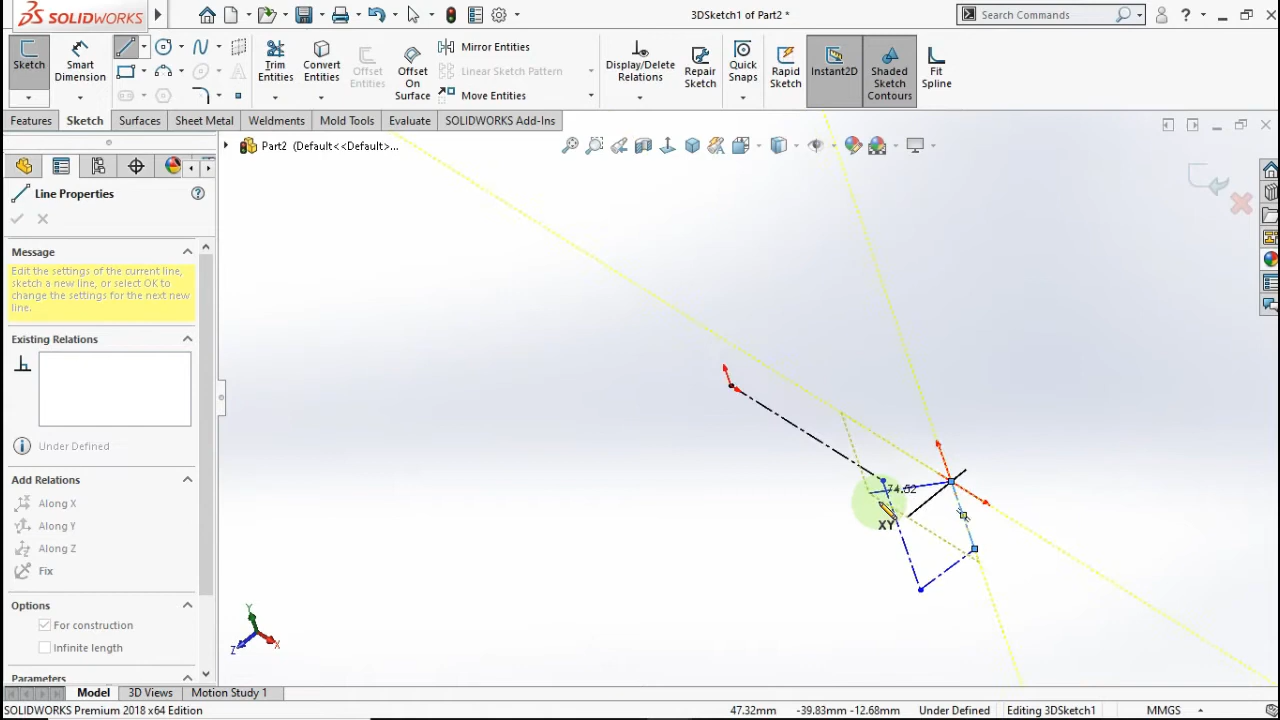 SOLIDWORKS
3DSketch1 of Part2 *
Search Commands
?
Sketch
Smart Dimension
Trim Entities
Convert Entities
Offset Entities
Offset On Surface
Mirror Entities
Linear Sketch Pattern
Move Entities
Display/Delete Relations
Repair Sketch
Quick Snaps
Rapid Sketch
Instant2D
Shaded Sketch Contours
Fit Spline
Features
Sketch
Surfaces
Sheet Metal
Weldments
Mold Tools
Evaluate
SOLIDWORKS Add-Ins
Part2 (Default<<Default>...
Line Properties
Message
Edit the settings of the current line,
sketch a new line, or select OK to
change the settings for the next new
line.
Existing Relations
Under Defined
Add Relations
Along X
Along Y
Along Z
Fix
Options
For construction
Infinite length
Parameters
74.52
XY
Y
X
Z
Model
3D Views
Motion Study 1
SOLIDWORKS Premium 2018 x64 Edition
47.32mm
-39.83mm -12.68mm
Under Defined
Editing 3DSketch1
MMGS